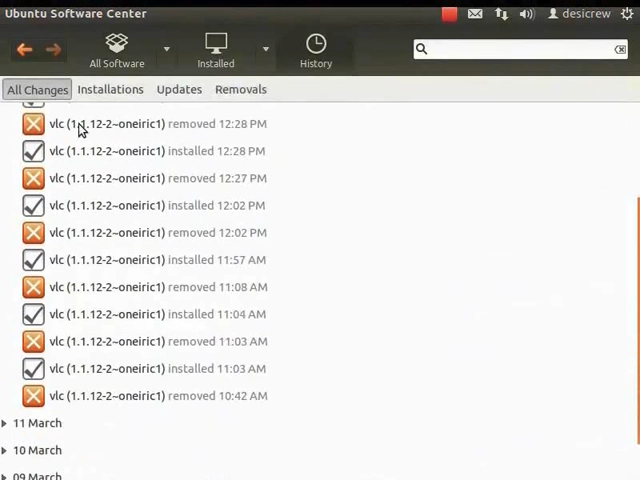 Ubuntu Software Center
desicrew
All Software
Installed
History
All Changes
Installations
Updates
Removals
vlc (1.1.12-2~oneiric1) removed 12:28 PM
vlc (1.1.12-2~oneiric1) installed 12:28 PM
vlc (1.1.12-2~oneiric1) removed 12:27 PM
vlc (1.1.12-2~oneiric1) installed 12:02 PM
vlc (1.1.12-2~oneiric1) removed 12:02 PM
vlc (1.1.12-2~oneiric1) installed 11:57 AM
vlc (1.1.12-2~oneiric1) removed 11:08 AM
vlc (1.1.12-2~oneiric1) installed 11:04 AM
vlc (1.1.12-2~oneiric1) removed 11:03 AM
vlc (1.1.12-2~oneiric1) installed 11:03 AM
vlc (1.1.12-2~oneiric1) removed 10:42 AM
11 March
10 March
09 March